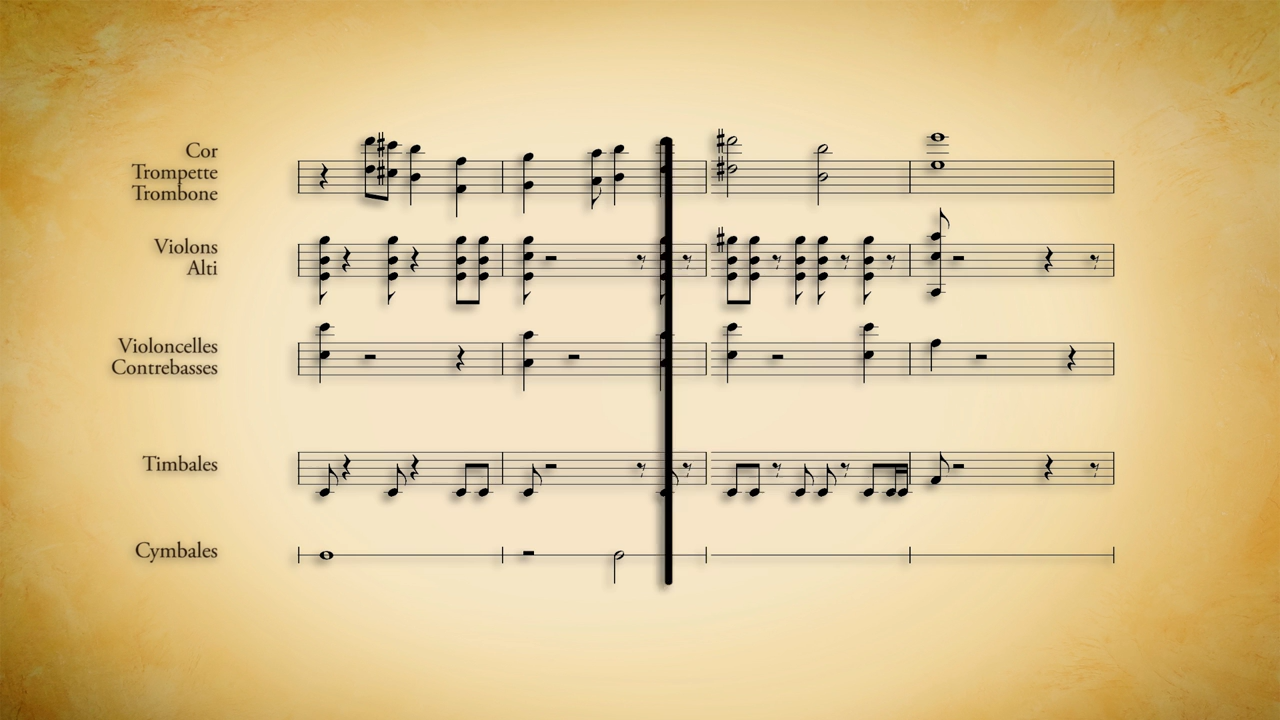 Cor
Trompette
Trombone
Violons
Alti
Violoncelles
Contrebasses
Timbales
Cymbales